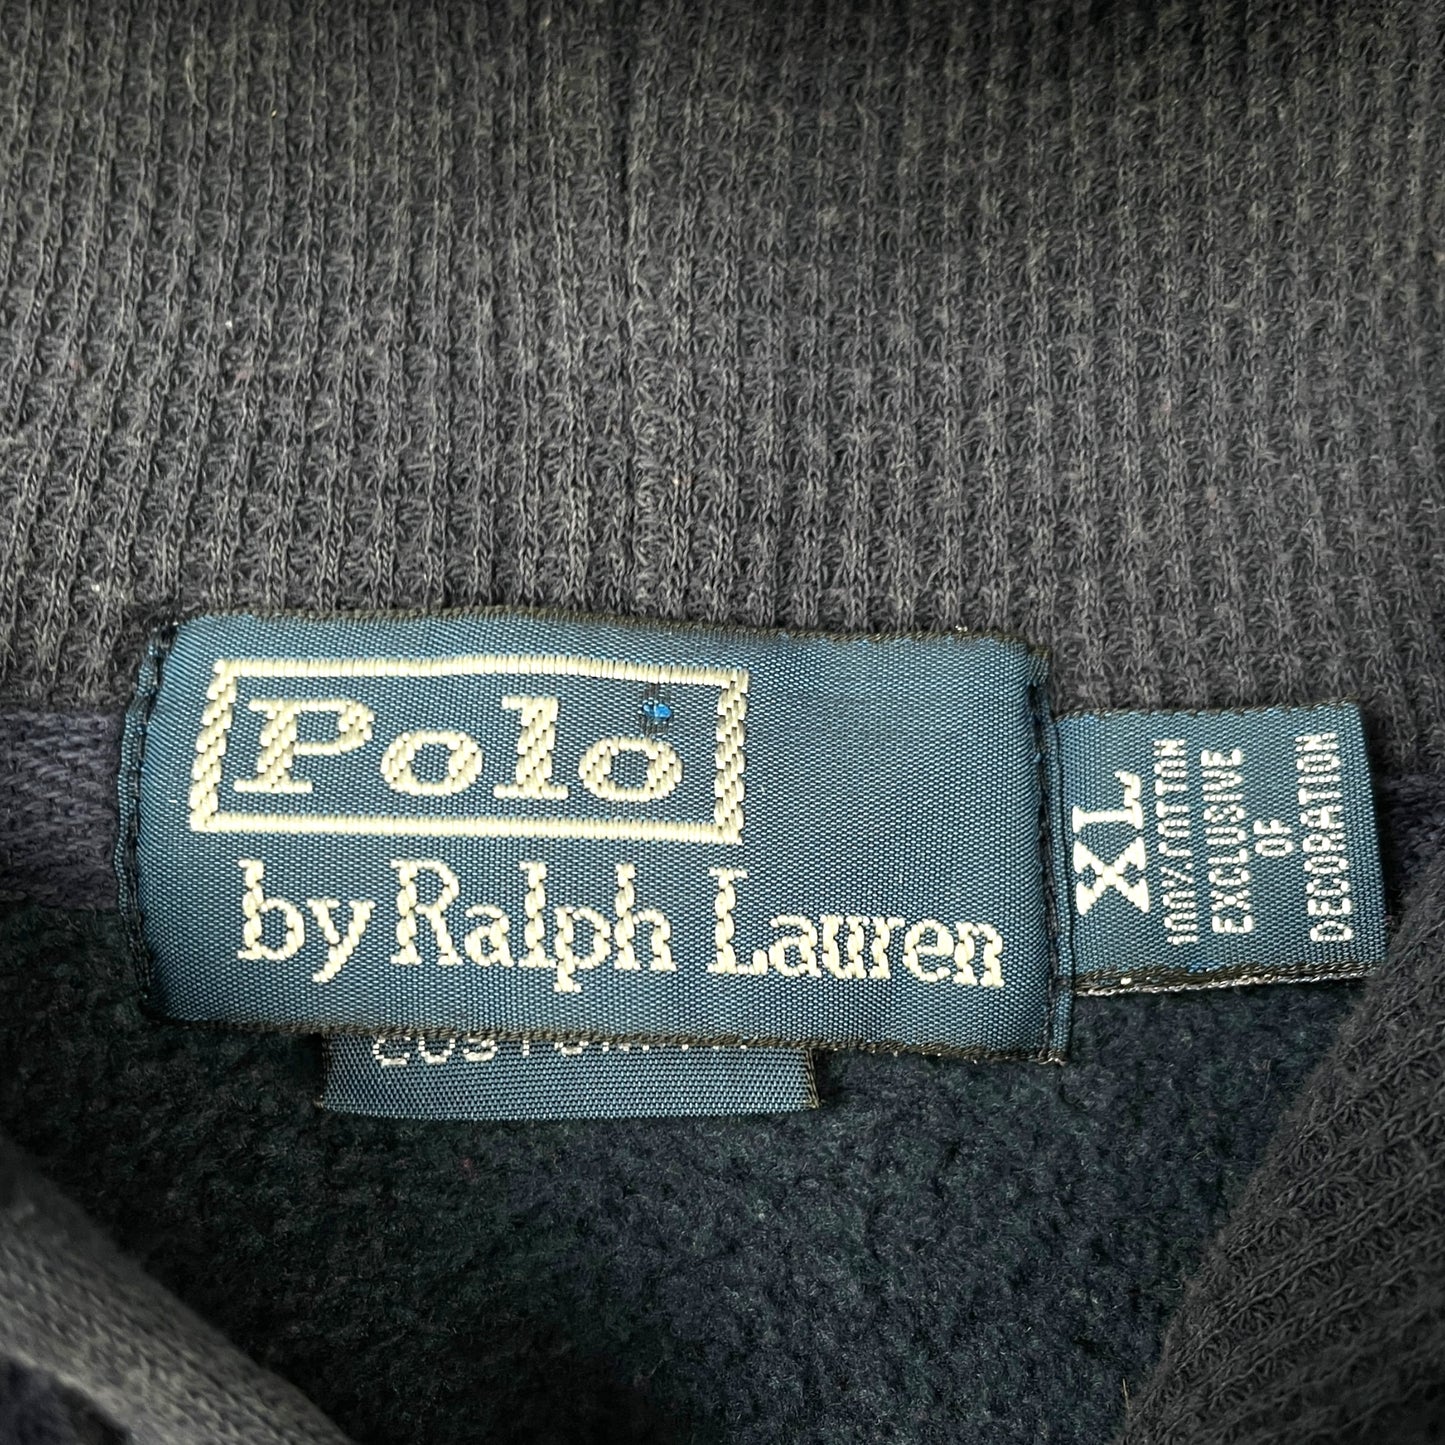 Polo
by Ralph Lauren
XL
100% COTTON
EXCLUSIVE
OF
DECORATION